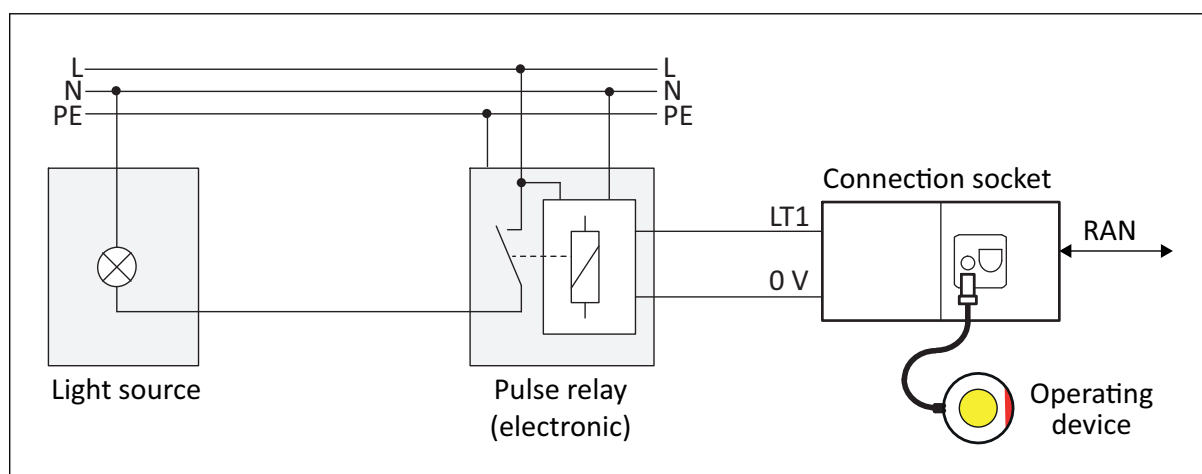 L L
N N
PE PE
Connection socket
LT1
RAN
0 V
Light source
Pulse relay
(electronic)
Operating
device